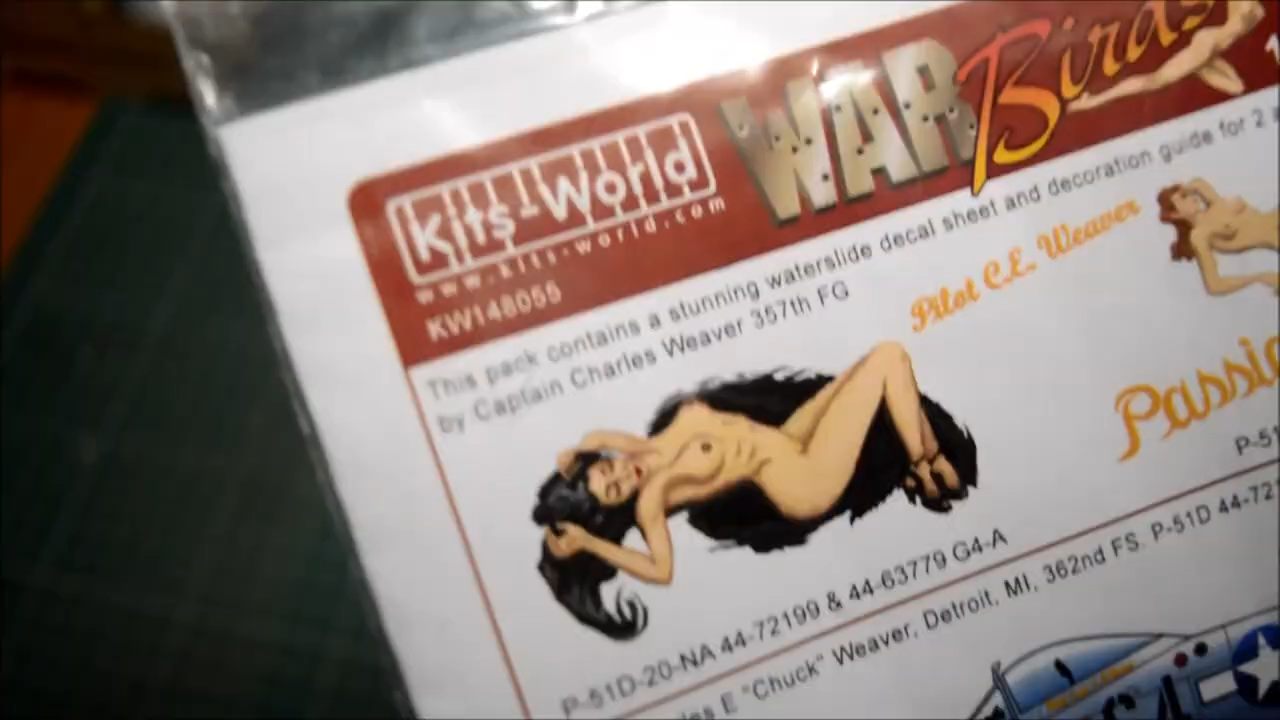 Kits-World
www.kits-world.com
WAR Birds
KW148055
This pack contains a stunning waterslide decal sheet and decoration guide for 2
by Captain Charles Weaver 357th FG
Pilot C.E. Weaver
P-51D-20-NA 44-72199 & 44-63779 G4-A
E "Chuck" Weaver, Detroit, MI, 362nd FS. P-51D 44-72